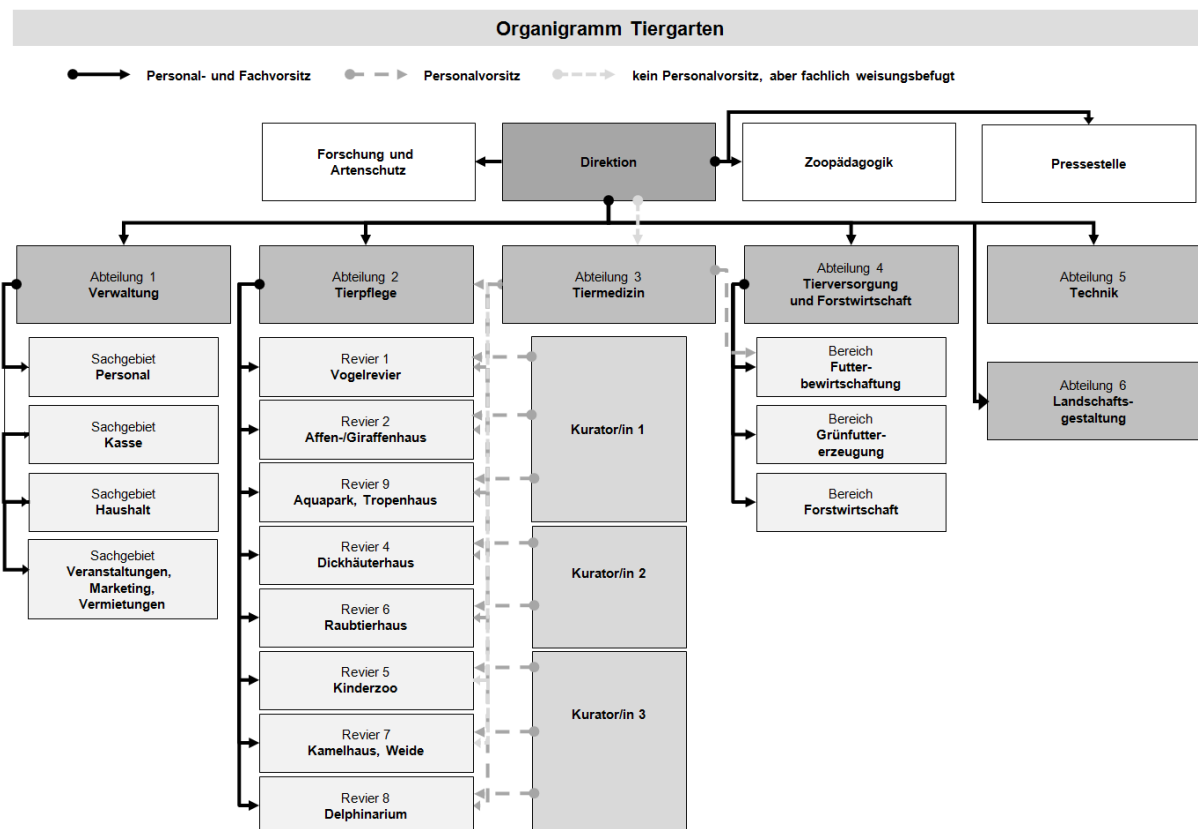 Organigramm Tiergarten
Personal- und Fachvorsitz
Personalvorsitz
kein Personalvorsitz, aber fachlich weisungsbefugt
Forschung und
Artenschutz
Direktion
Zoopädagogik
Pressestelle
Abteilung 1
Verwaltung
Abteilung 2
Tierpflege
Abteilung 3
Tiermedizin
Abteilung 4
Tierversorgung
und Forstwirtschaft
Abteilung 5
Technik
Sachgebiet
Personal
Sachgebiet
Kasse
Sachgebiet
Haushalt
Sachgebiet
Veranstaltungen,
Marketing,
Vermietungen
Revier 1
Vogelrevier
Revier 2
Affen-/Giraffenhaus
Revier 9
Aquapark, Tropenhaus
Revier 4
Dickhäuterhaus
Revier 6
Raubtierhaus
Revier 5
Kinderzoo
Revier 7
Kamelhaus, Weide
Revier 8
Delphinarium
Kurator/in 1
Kurator/in 2
Kurator/in 3
Bereich
Futter-
bewirtschaftung
Bereich
Grünfutter-
erzeugung
Bereich
Forstwirtschaft
Abteilung 6
Landschafts-
gestaltung